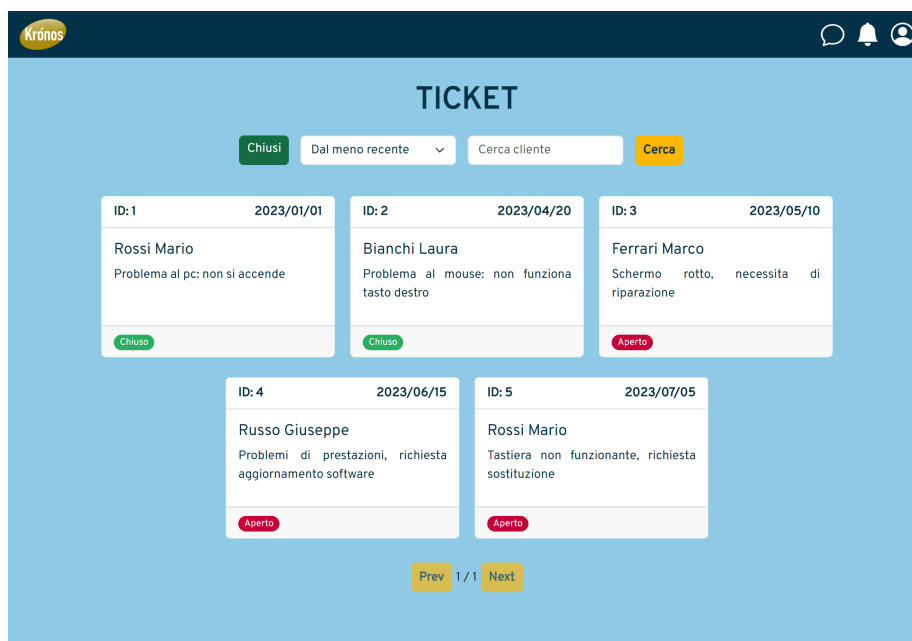 Krónos
TICKET
Chiusi
Dal meno recente
Cerca cliente
Cerca
ID: 1 2023/01/01
Rossi Mario
Problema al pc: non si accende
Chiuso
ID: 2 2023/04/20
Bianchi Laura
Problema al mouse: non funziona
tasto destro
Chiuso
ID: 3 2023/05/10
Ferrari Marco
Schermo rotto, necessita di
riparazione
Aperto
ID: 4 2023/06/15
Russo Giuseppe
Problemi di prestazioni, richiesta
aggiornamento software
Aperto
ID: 5 2023/07/05
Rossi Mario
Tastiera non funzionante, richiesta
sostituzione
Aperto
Prev 1 / 1 Next